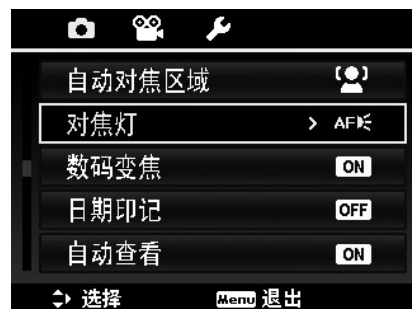 自动对焦区域
对焦灯 > AF
数码变焦 ON
日期印记 OFF
自动查看 ON
选择 Menu 退出